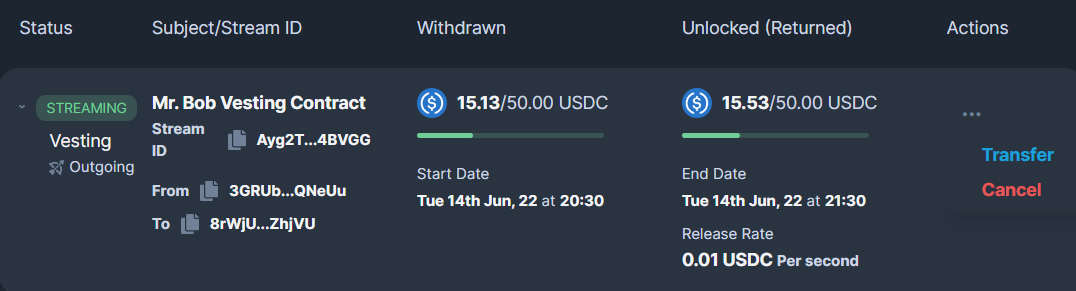 Status Subject/Stream ID Withdrawn Unlocked (Returned) Actions
STREAMING
Vesting
Outgoing
Mr. Bob Vesting Contract
Stream
ID
Ayg2T...4BVGG
From 3GRUb...QNeUu
To 8rWjU...ZhjVU
15.13/50.00 USDC
Start Date
Tue 14th Jun, 22 at 20:30
15.53/50.00 USDC
End Date
Tue 14th Jun, 22 at 21:30
Release Rate
0.01 USDC Per second
...
Transfer
Cancel